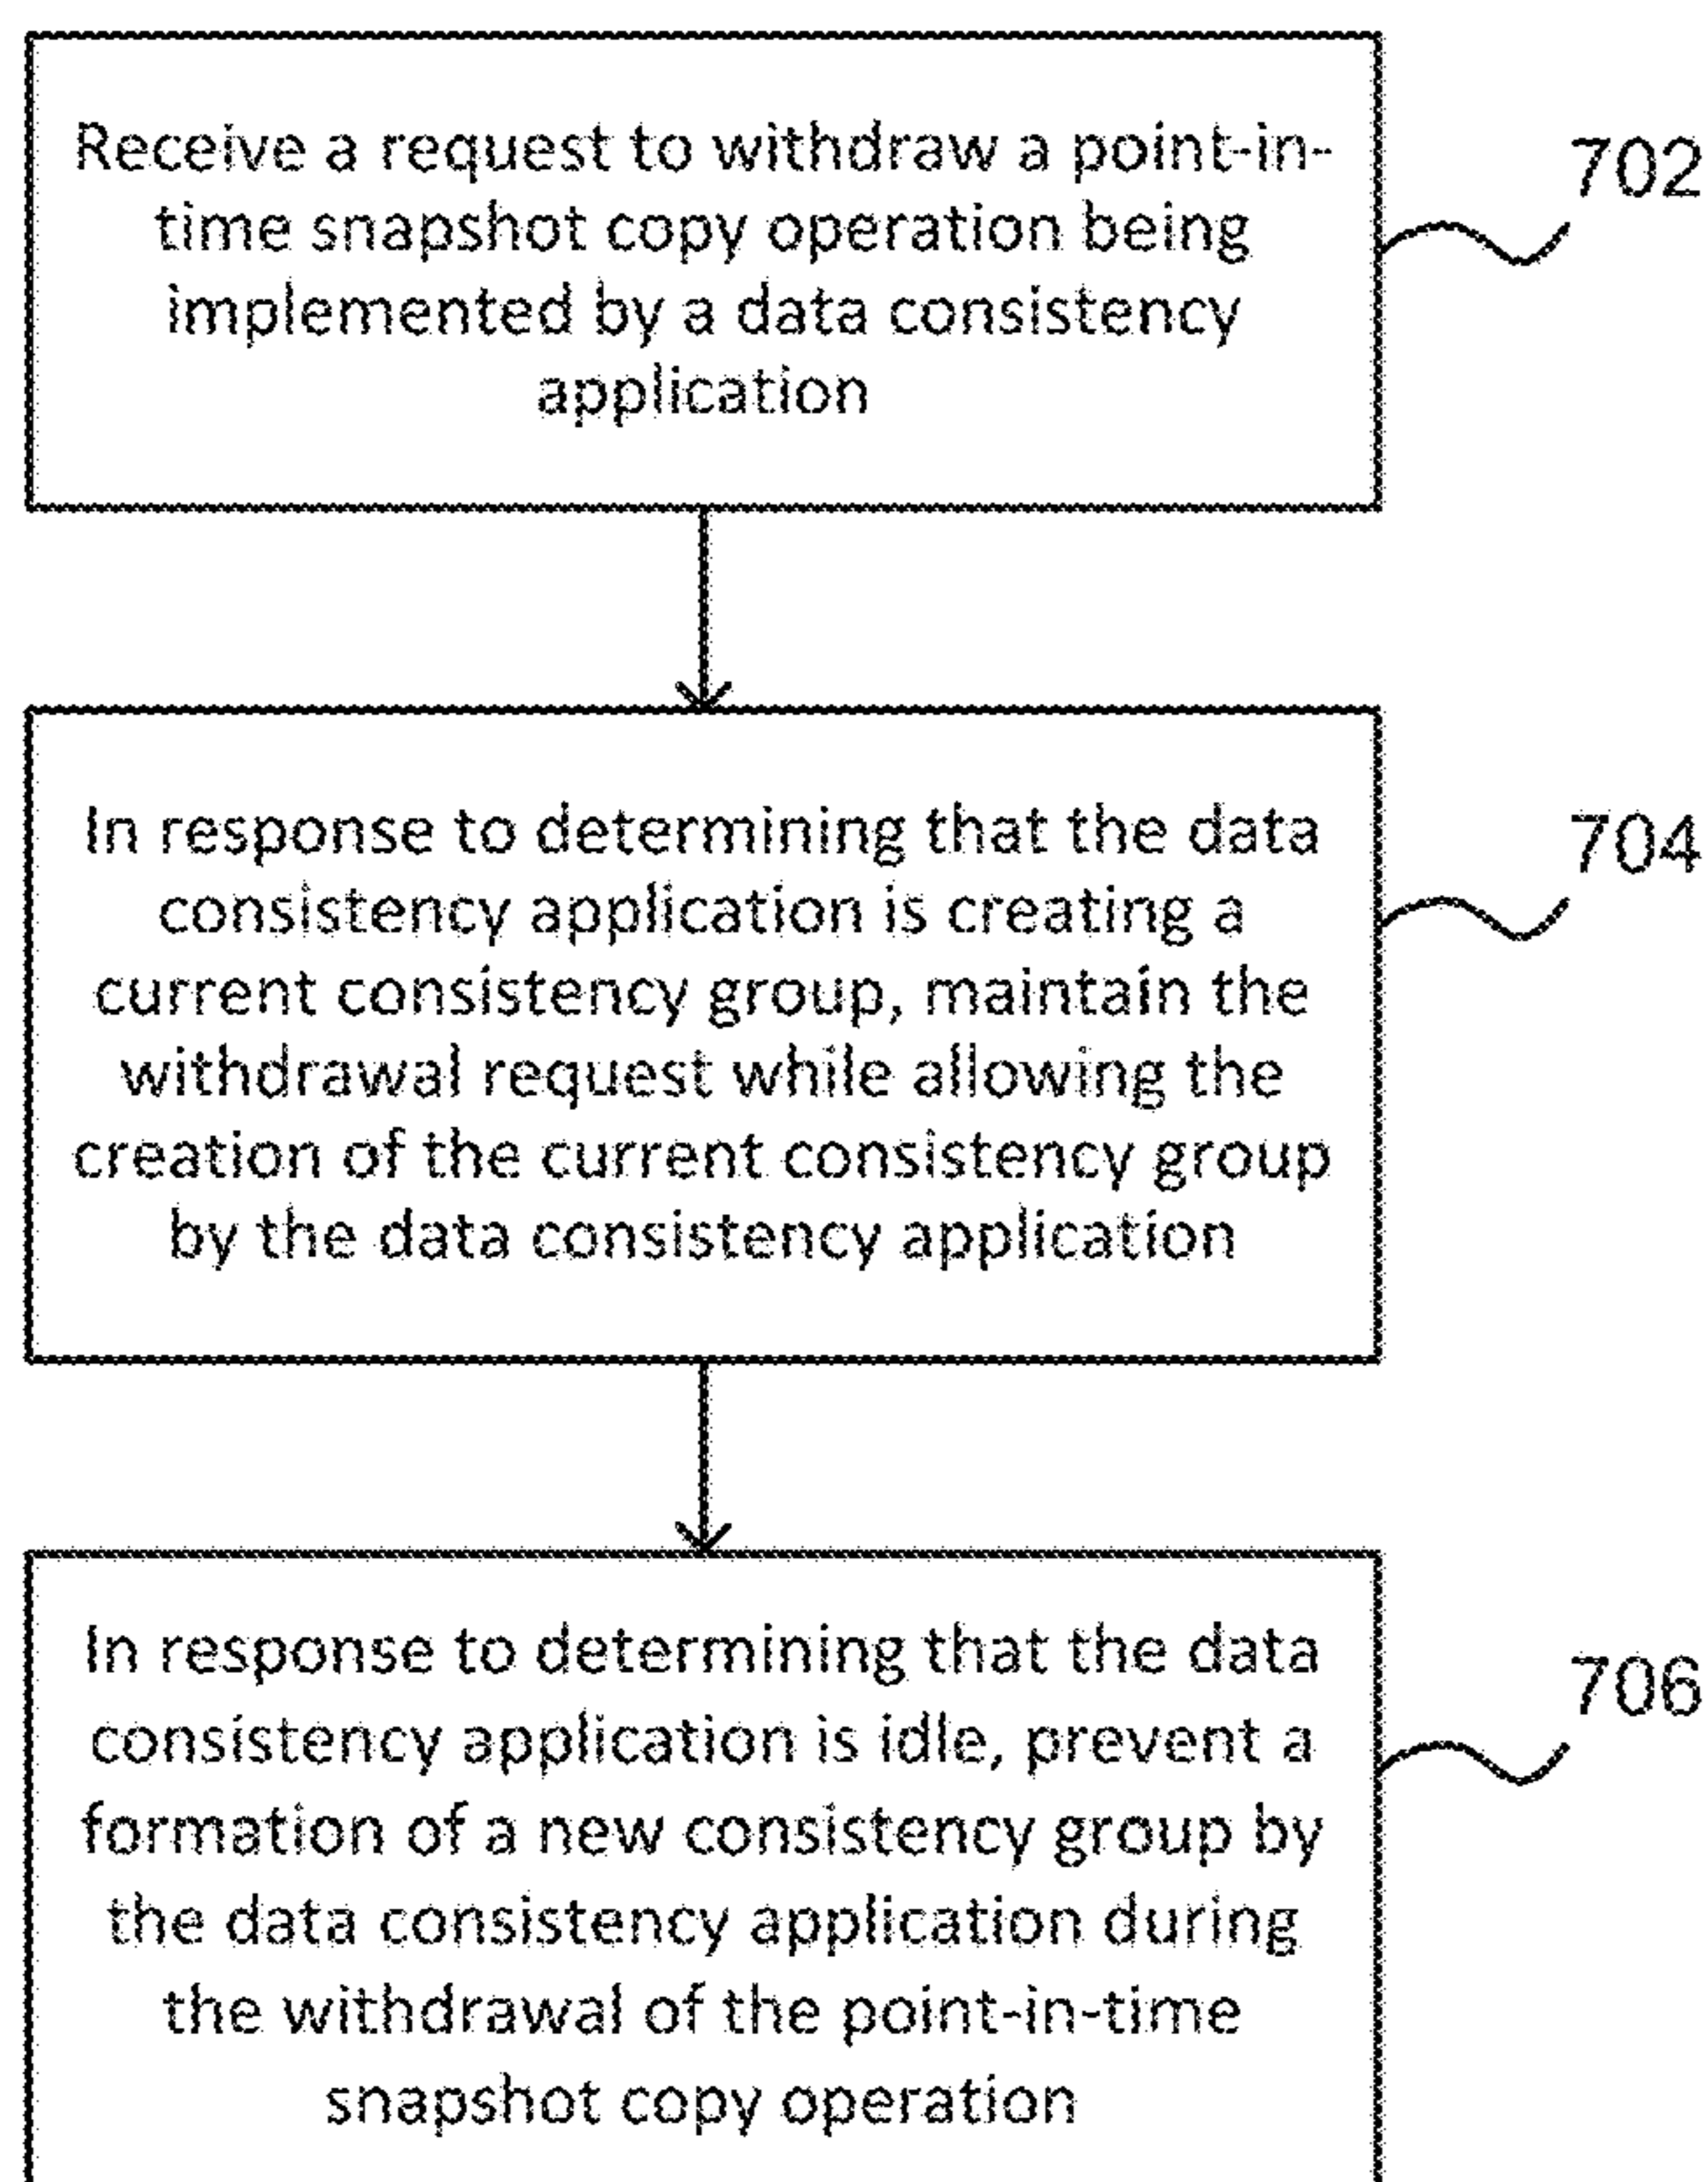 Receive a request to withdraw a point-in-
time snapshot copy operation being
implemented by a data consistency
application
702
In response to determining that the data
consistency application is creating a
current consistency group, maintain the
withdrawal request while allowing the
creation of the current consistency group
by the data consistency application
704
In response to determining that the data
consistency application is idle, prevent a
formation of a new consistency group by
the data consistency application during
the withdrawal of the point-in-time
snapshot copy operation
706